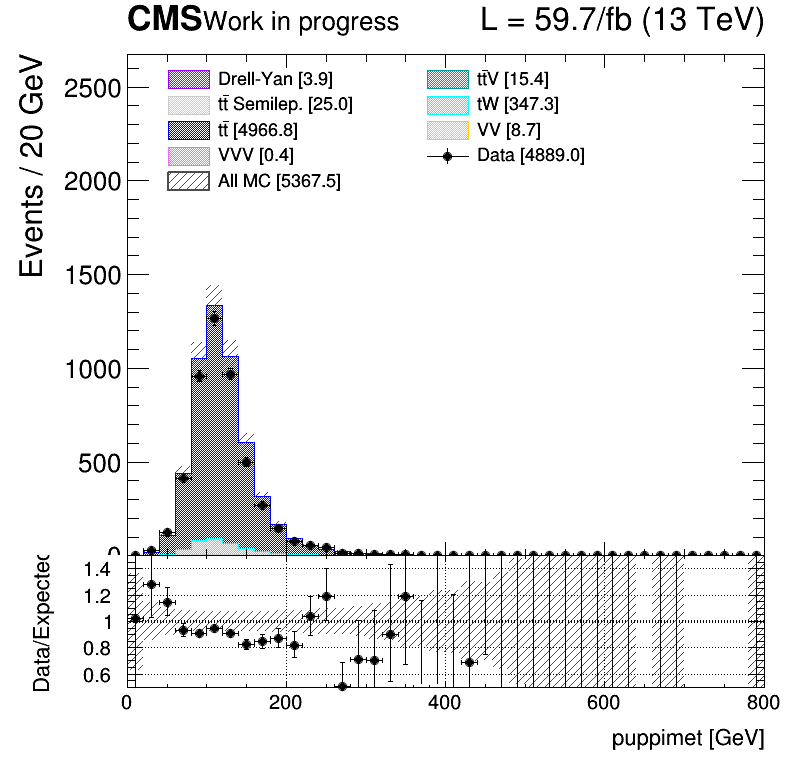 CMS Work in progress L = 59.7/fb (13 TeV)
Events / 20 GeV
2500
2000
1500
1000
500
0
Drell-Yan [3.9]
tt̄ Semilep. [25.0]
tt̄ [4966.8]
VVV [0.4]
All MC [5367.5]
tt̄V [15.4]
tW [347.3]
VV [8.7]
Data [4889.0]
Data/Expected
1.4
1.2
1
0.8
0.6
0 200 400 600 800
puppimet [GeV]